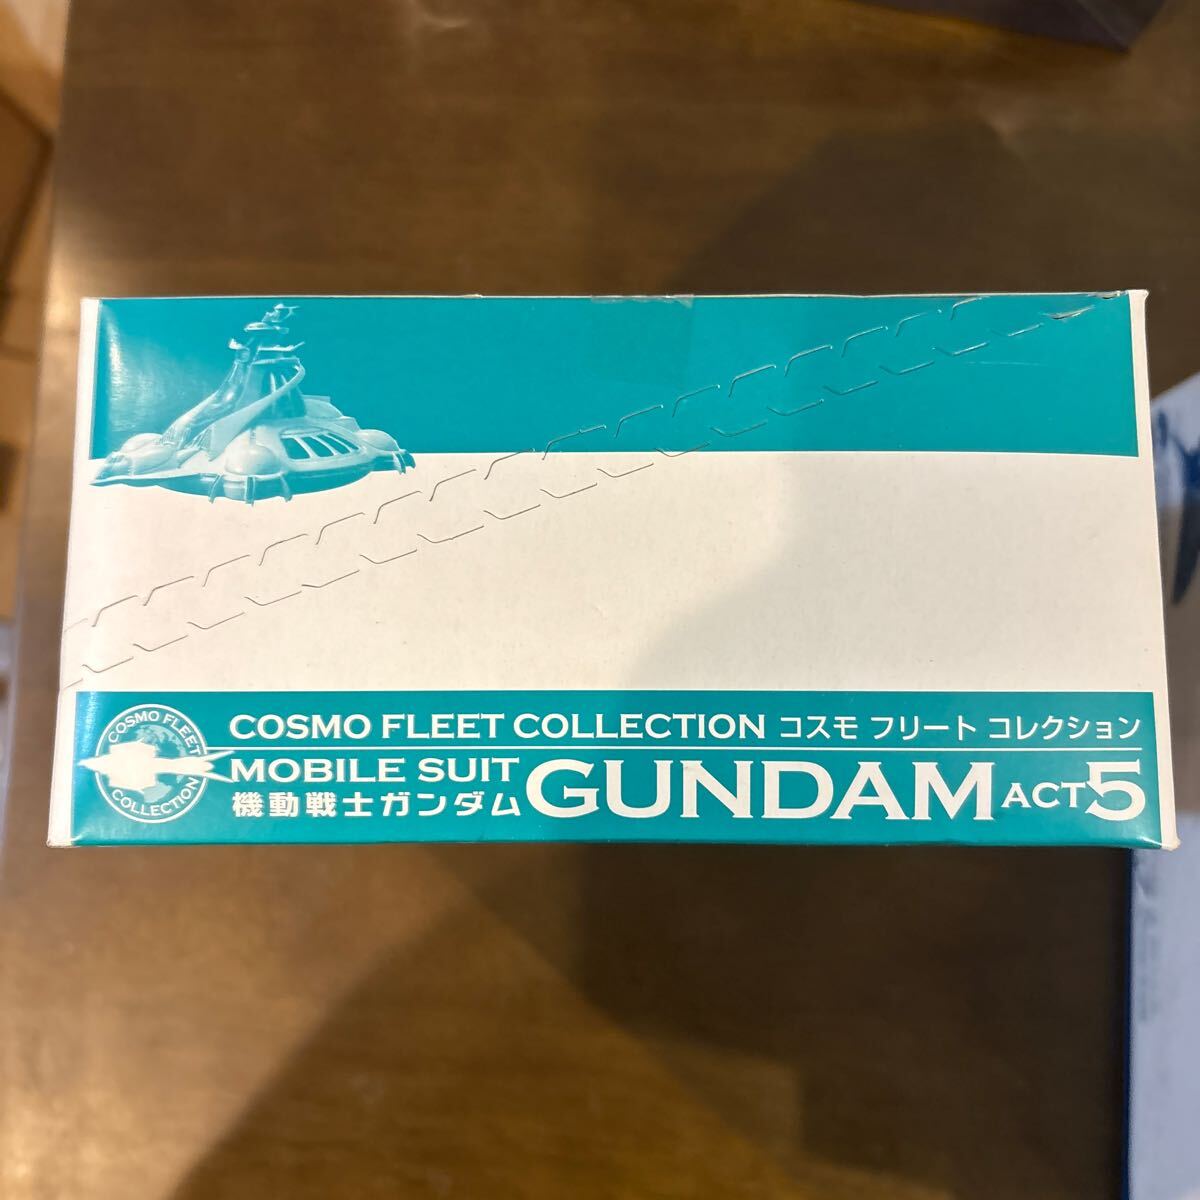 COSMO FLEET
COLLECTION
COSMO FLEET COLLECTION コスモ フリート コレクション
MOBILE SUIT
機動戦士ガンダム
GUNDAM ACT5